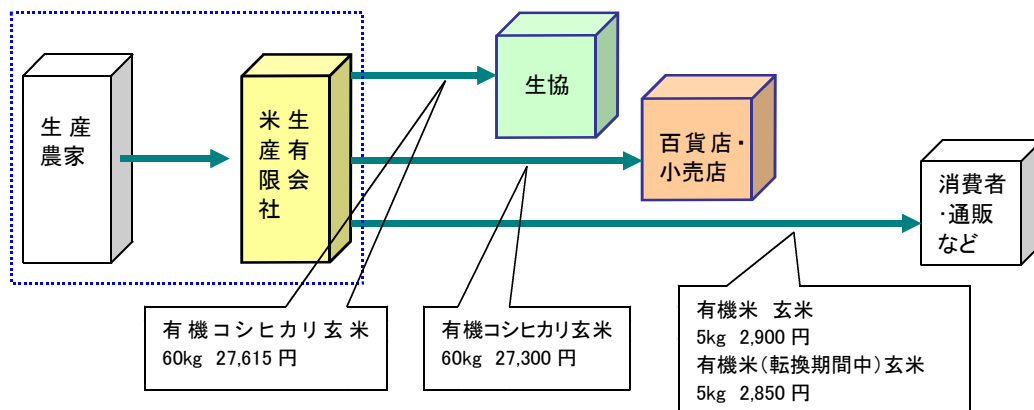 生産
農家
米生
産有
限会
社
生協
百貨店・
小売店
消費者
・通販
など
有機コシヒカリ玄米
60kg 27,615 円
有機コシヒカリ玄米
60kg 27,300 円
有機米 玄米
5kg 2,900 円
有機米(転換期間中)玄米
5kg 2,850 円